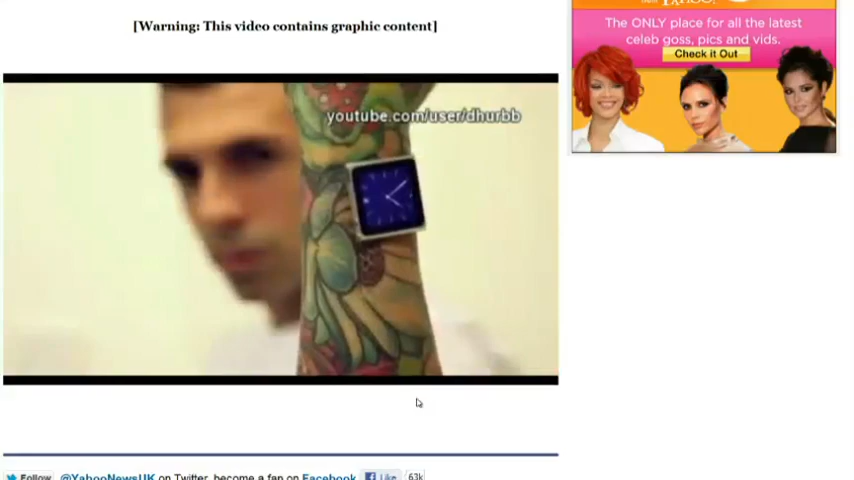 [Warning: This video contains graphic content]
The ONLY place for all the latest
celeb goss, pics and vids.
Check it Out
youtube.com/user/dhurbb
Follow @YahooNewsUK on Twitter, become a fan on Facebook Like 63k